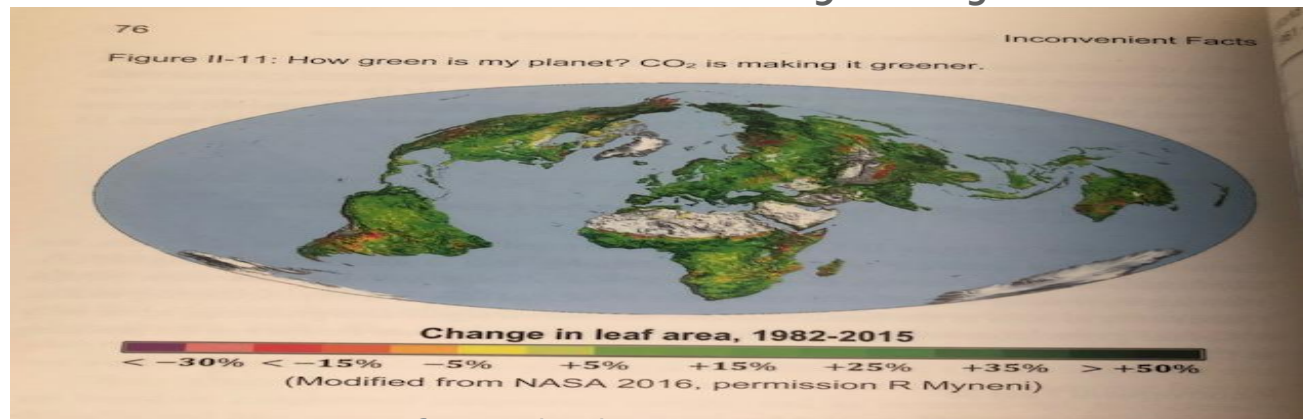 76
Inconvenient Facts
Figure II-11: How green is my planet? CO₂ is making it greener.
Change in leaf area, 1982-2015
< −30% < −15% −5% +5% +15% +25% +35% > +50%
(Modified from NASA 2016, permission R Myneni)